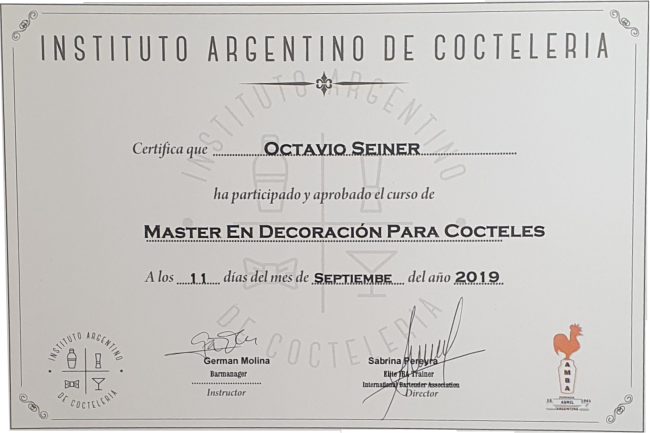 INSTITUTO ARGENTINO DE COCTELERIA
INSTITUTO ARGENTINO
Certifica que OCTAVIO SEINER
ha participado y aprobado el curso de
MASTER EN DECORACIÓN PARA COCTELES
A los 11 días del mes de SEPTIEMBE del año 2019
DE COCTELERIA
INSTITUTO ARGENTINO
DE COCTELERIA
German Molina
Barmanager
Instructor
Sabrina Pereyra
Elite IBA Trainer
International Bartender Association
Director
AMBA
ABRIL
ARGENTINA